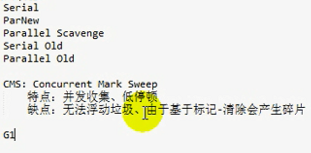 Serial
ParNew
Parallel Scavenge
Serial Old
Parallel Old
CMS: Concurrent Mark Sweep
特点: 并发收集、低停顿
缺点: 无法浮动垃圾、由于基于标记-清除会产生碎片
G1